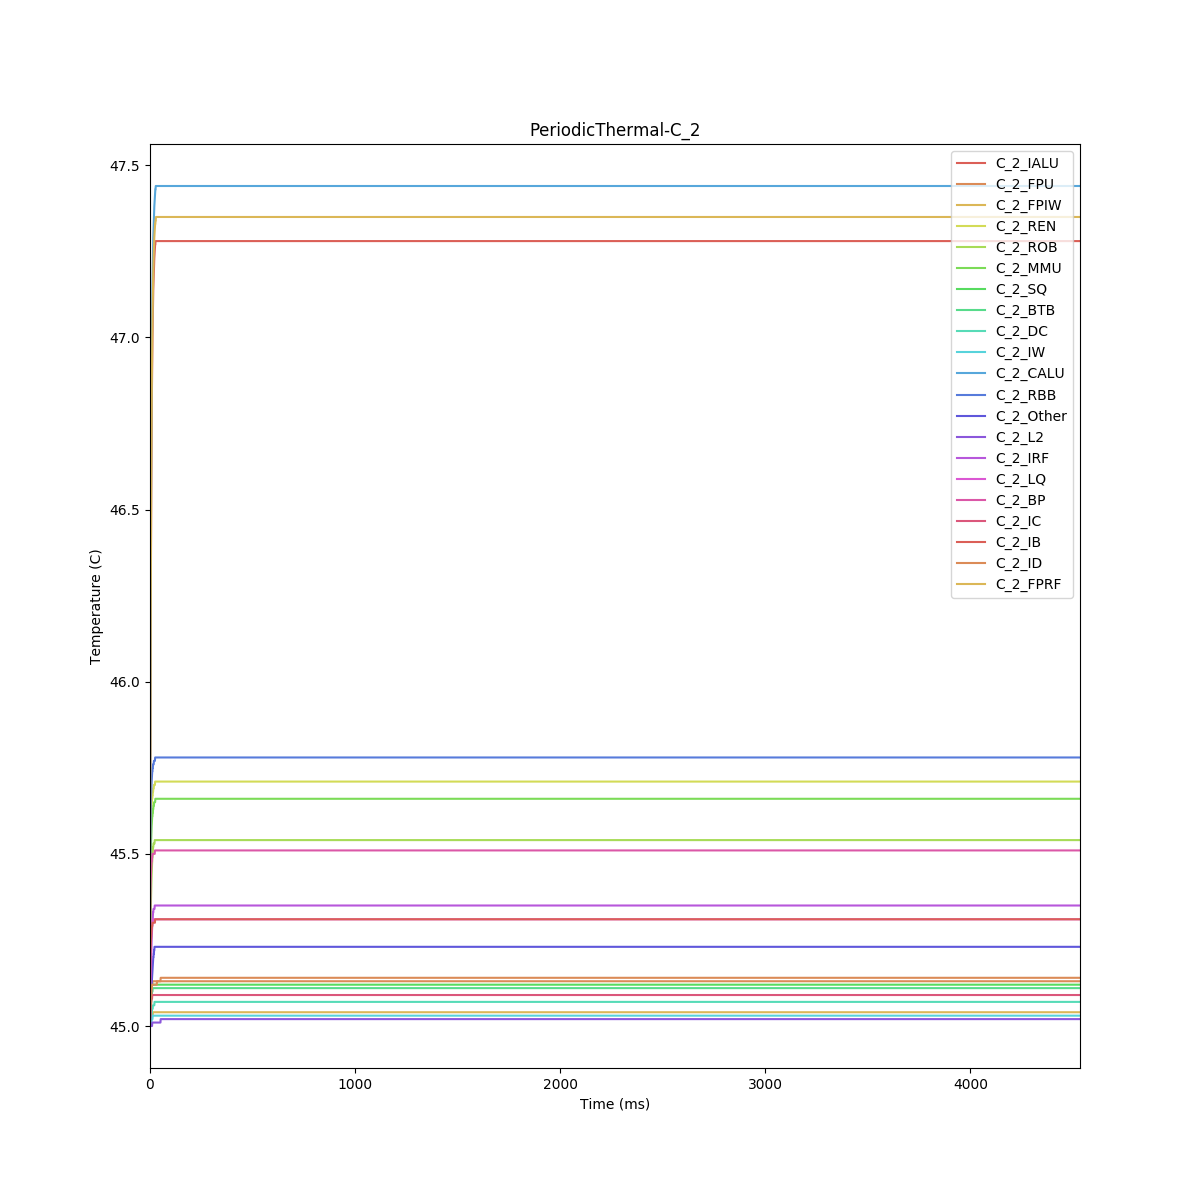 PeriodicThermal-C_2
47.5
47.0
46.5
46.0
45.5
45.0
Temperature (C)
0
1000
2000
3000
4000
Time (ms)
C_2_IALU
C_2_FPU
C_2_FPIW
C_2_REN
C_2_ROB
C_2_MMU
C_2_SQ
C_2_BTB
C_2_DC
C_2_IW
C_2_CALU
C_2_RBB
C_2_Other
C_2_L2
C_2_IRF
C_2_LQ
C_2_BP
C_2_IC
C_2_IB
C_2_ID
C_2_FPRF